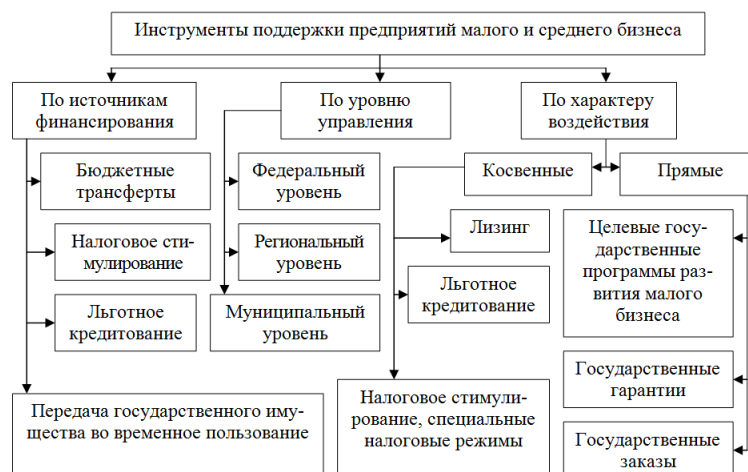 Инструменты поддержки предприятий малого и среднего бизнеса
По источникам
финансирования
Бюджетные
трансферты
Налоговое сти-
мулирование
Льготное
кредитование
Передача государственного иму-
щества во временное пользование
По уровню
управления
Федеральный
уровень
Региональный
уровень
Муниципальный
уровень
По характеру
воздействия
Косвенные
Лизинг
Льготное
кредитование
Налоговое стимули-
рование, специальные
налоговые режимы
Прямые
Целевые госу-
дарственные
программы раз-
вития малого
бизнеса
Государственные
гарантии
Государственные
заказы